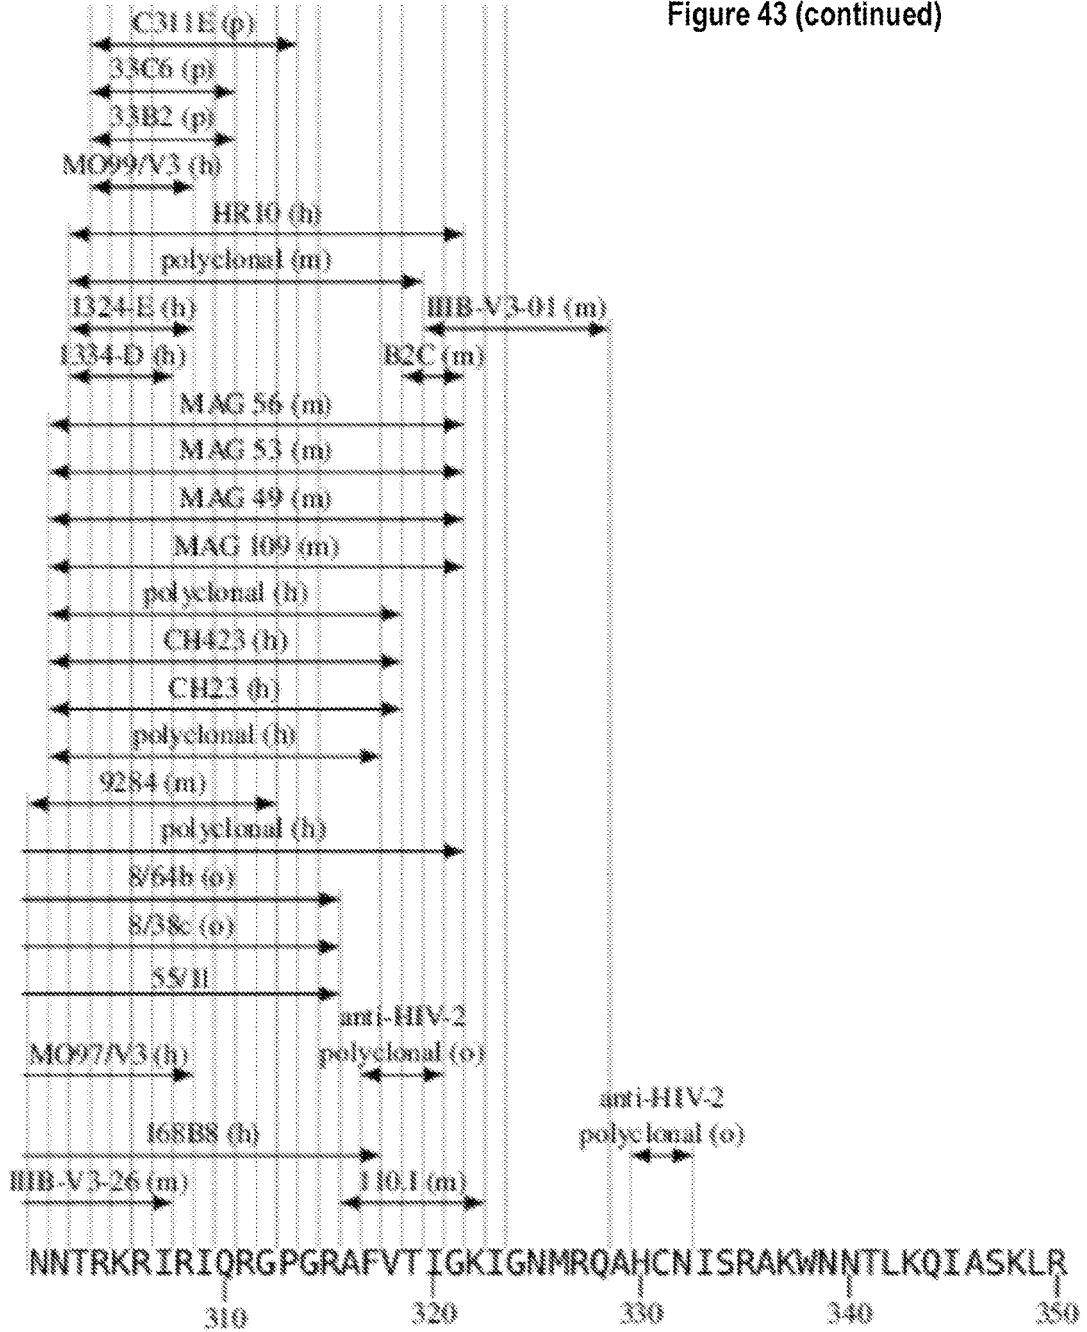 Figure 43 (continued)
C311E (p)
33C6 (p)
33B2 (p)
MO99/V3 (h)
HR10 (h)
polyclonal (m)
1324-E (h) IIIB-V3-01 (m)
1334-D (h) B2C (m)
MAG 56 (m)
MAG 53 (m)
MAG 49 (m)
MAG 109 (m)
polyclonal (h)
CH423 (h)
CH23 (h)
polyclonal (h)
9284 (m)
polyclonal (h)
8/64b (o)
8/38c (o)
55/11
anti-HIV-2
MO97/V3 (h) polyclonal (o)
anti-HIV-2
polyclonal (o)
168B8 (h)
IIIB-V3-26 (m) 110.1 (m)
NNTRKRIRIQRGPGRAFVTIGKIGNMRQAHCNISRAKWNNTLKQIASKLR
310 320 330 340 350